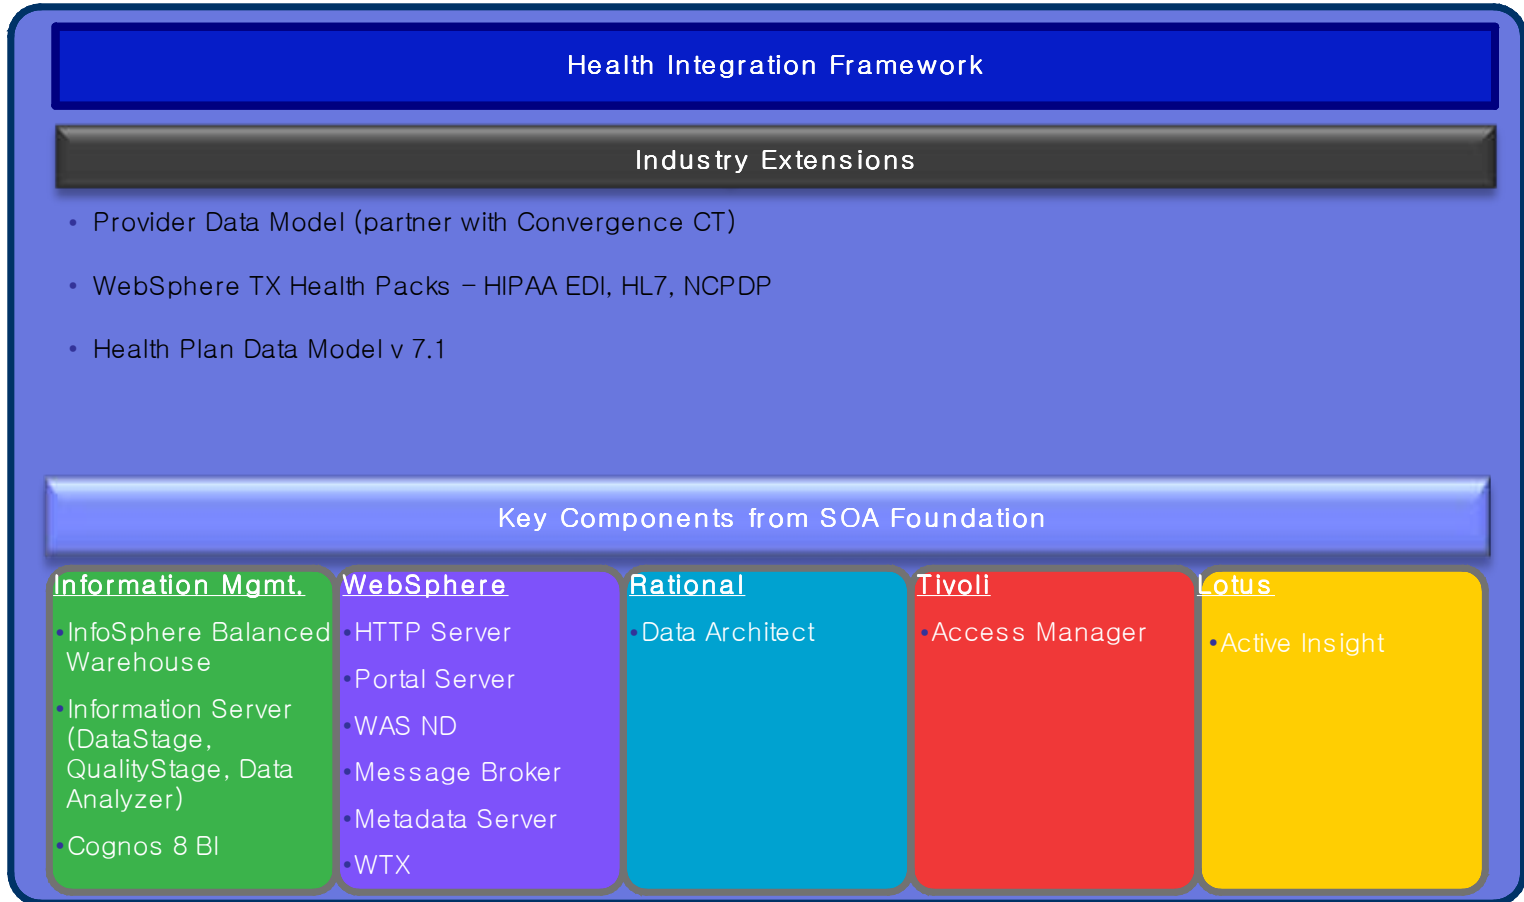 Health Integration Framework
Industry Extensions
• Provider Data Model (partner with Convergence CT)
• WebSphere TX Health Packs – HIPAA EDI, HL7, NCPDP
• Health Plan Data Model v 7.1
Key Components from SOA Foundation
Information Mgmt.
•InfoSphere Balanced
Warehouse
•Information Server
(DataStage,
QualityStage, Data
Analyzer)
•Cognos 8 BI
WebSphere
•HTTP Server
•Portal Server
•WAS ND
•Message Broker
•Metadata Server
•WTX
Rational
•Data Architect
Tivoli
•Access Manager
Lotus
•Active Insight